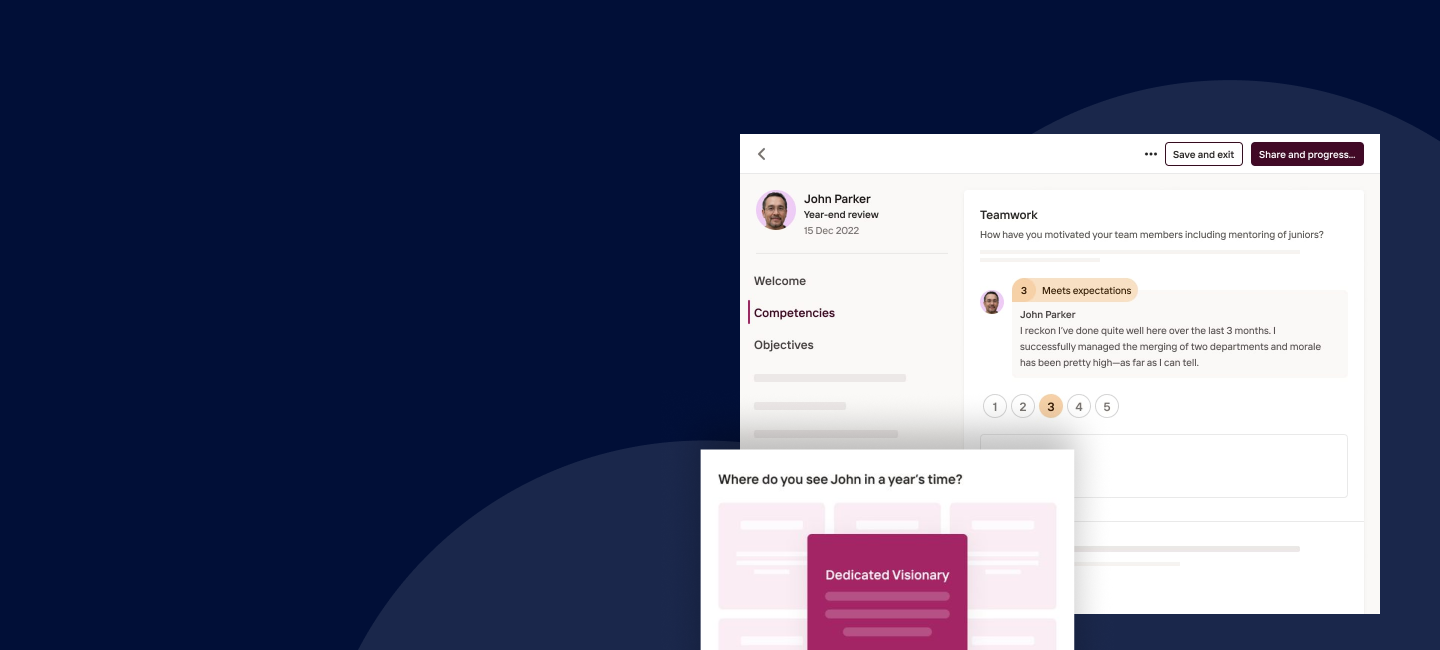 Save and exit
Share and progress...
John Parker
Year-end review
15 Dec 2022
Welcome
Competencies
Objectives
Teamwork
How have you motivated your team members including mentoring of juniors?
3 Meets expectations
John Parker
I reckon I've done quite well here over the last 3 months. I
successfully managed the merging of two departments and morale
has been pretty high—as far as I can tell.
1 2 3 4 5
Where do you see John in a year's time?
Dedicated Visionary